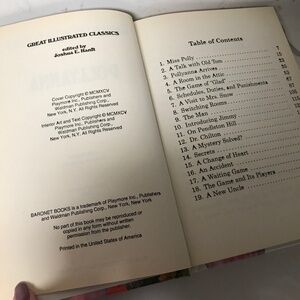 GREAT ILLUSTRATED CLASSICS
edited by
Joshua E. Hanft
Cover Copyright © MCMXCV
Playmore Inc., Publishers and
Waldman Publishing Corp.,
New York, N.Y. All Rights Reserved
Interior Art and Text Copyright © MCMXCV
Playmore Inc., Publishers and
Waldman Publishing Corp.,
New York, N.Y. All Rights Reserved
BARONET BOOKS is a trademark of Playmore Inc., Publishers
and Waldman Publishing Corp., New York, New York
No part of this book may be reproduced or
copied in any form without written
permission from the publisher.
Printed in the United States of America
Table of Contents
1. Miss Polly 7
2. A Talk with Old Tom
3. Pollyanna Arrives
4. A Room in the Attic
5. The Game of "Glad"
6. Schedules, Duties, and Punishments
7. A Visit to Mrs. Snow
8. Switching Rooms
9. The Man
10. Introducing Jimmy
11. On Pendleton Hill
12. Dr. Chilton
13. A Mystery Solved?
14. Secrets
15. A Change of Heart
16. An Accident
17. A Waiting Game
18. The Game and Its Players
19. A New Uncle